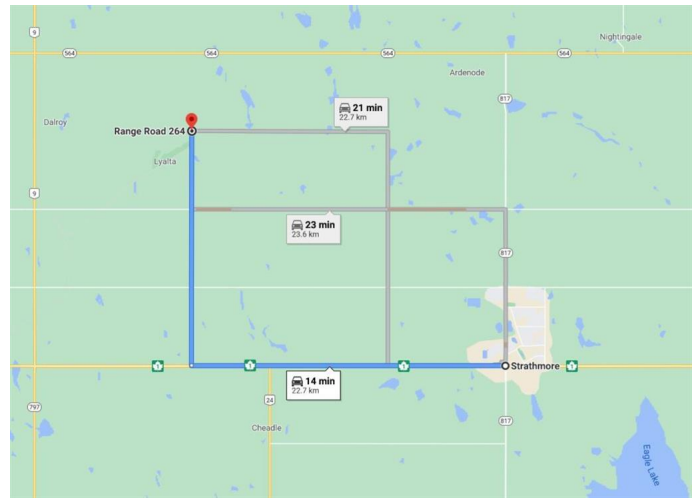 9
Nightingale
564
564
564
564
Ardenode
817
21 min
22.7 km
Dalroy
Range Road 264
Lyalta
9
23 min
23.6 km
817
1
1
1
Strathmore
1
14 min
22.7 km
24
797
Cheadle
817
Eagle Lake